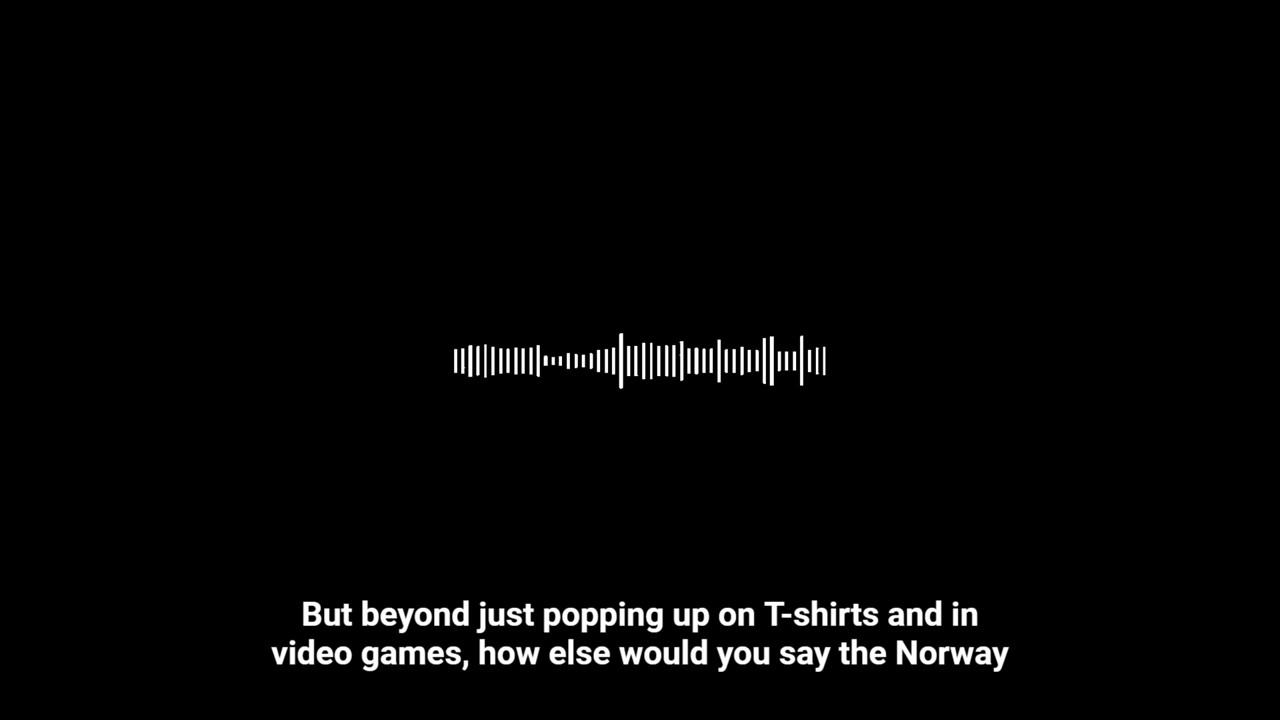 But beyond just popping up on T-shirts and in
video games, how else would you say the Norway